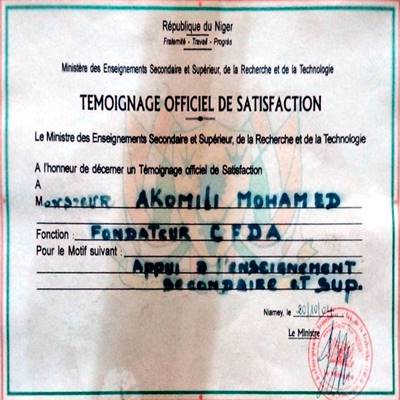 République du Niger
Fraternité - Travail - Progrès
Ministère des Enseignements Secondaire et Supérieur, de la Recherche et de la Technologie
TEMOIGNAGE OFFICIEL DE SATISFACTION
Le Ministre des Enseignements Secondaire et Supérieur, de la Recherche et de la Technologie
A l'honneur de décerner un Témoignage officiel de Satisfaction
A
Monsieur AKOMILI MOHAMED
Fonction : FONDATEUR CFDA
Pour le Motif suivant :
APPUI à l'ENSEIGNEMENT
SECONDAIRE ET SUP.
Niamey, le 20/10/04
Le Ministre